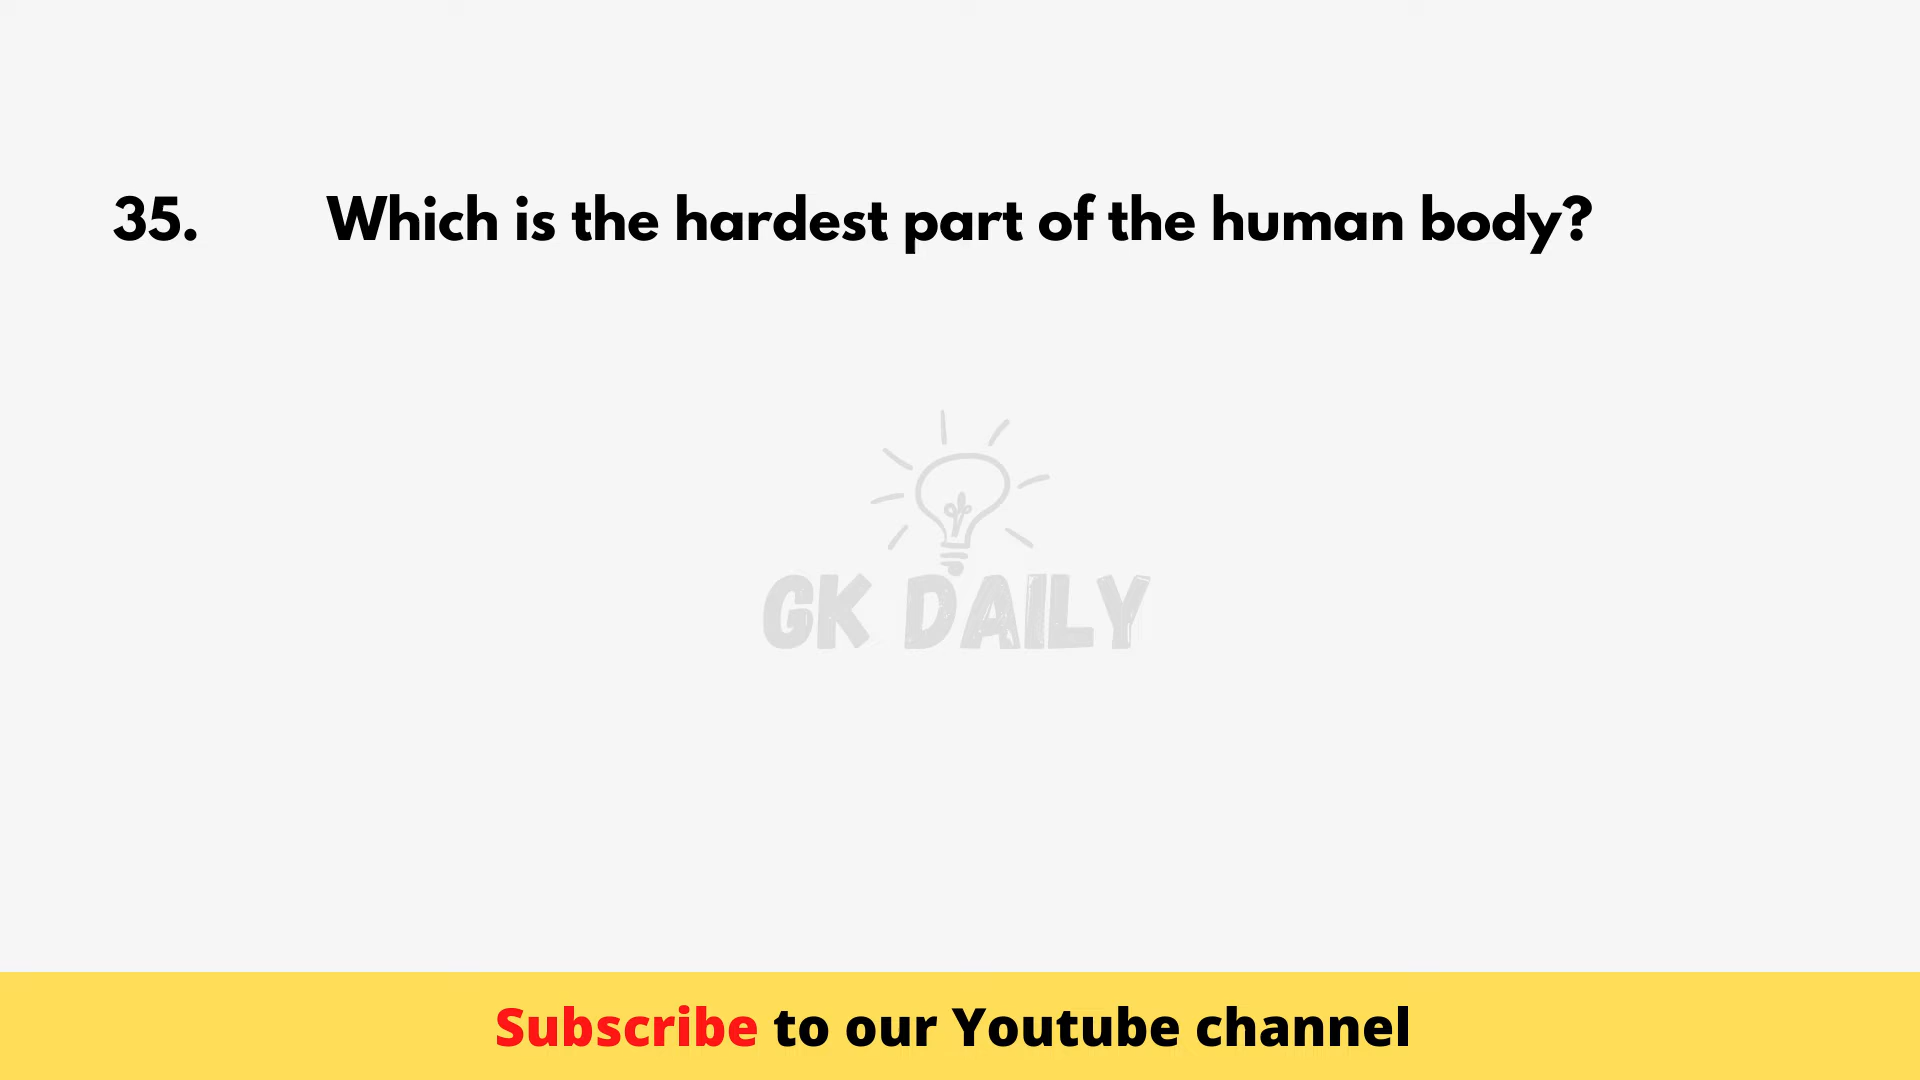 35. Which is the hardest part of the human body?
GK DAILY
Subscribe to our Youtube channel